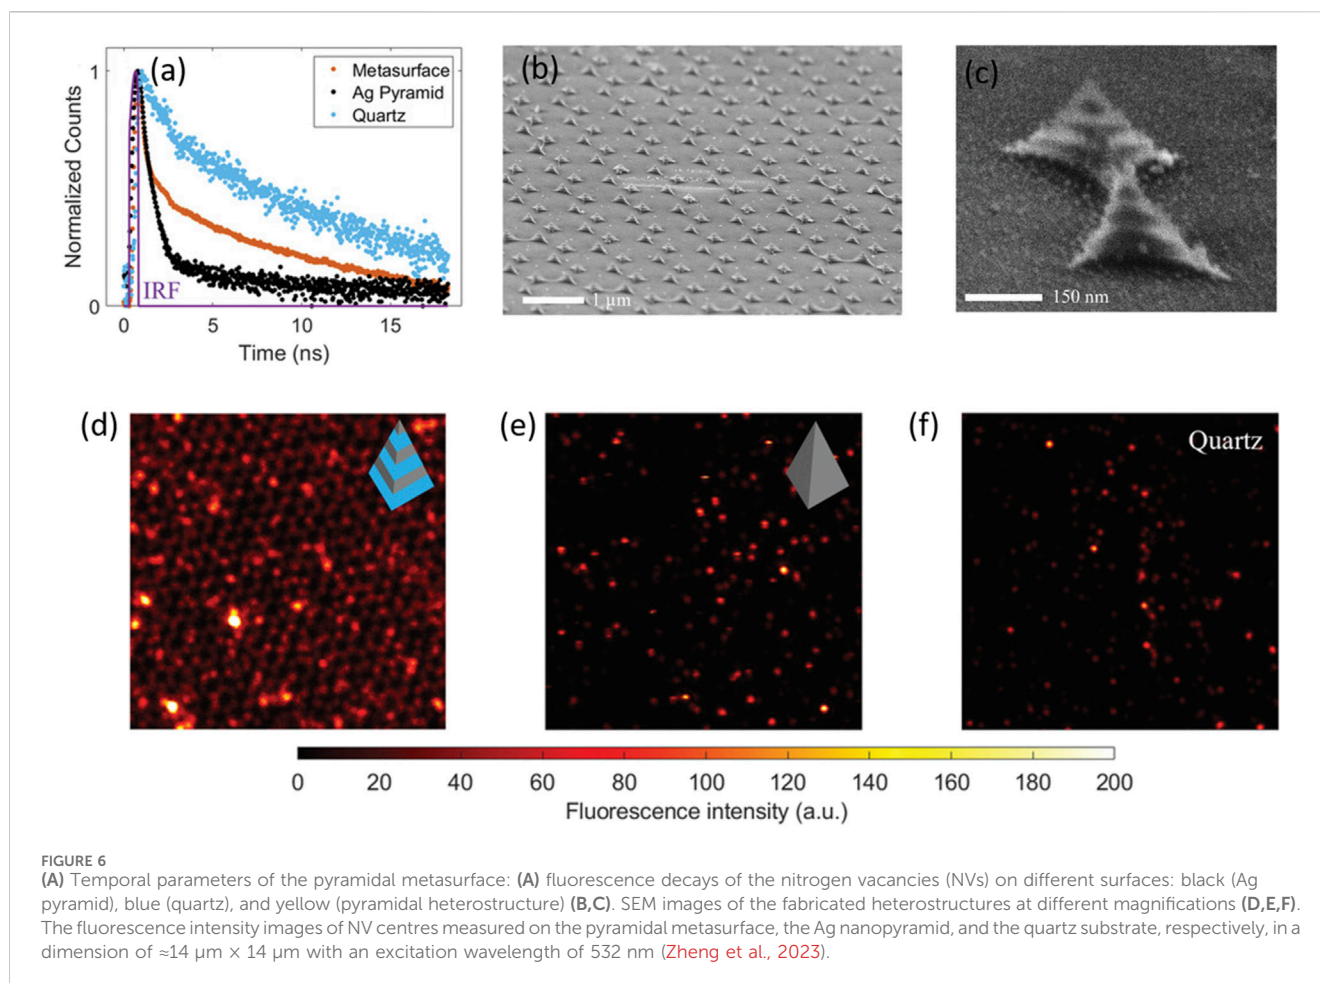 (a)
Metasurface
Ag Pyramid
Quartz
1
0
Normalized Counts
IRF
0 5 10 15
Time (ns)
(b)
1 μm
(c)
150 nm
(d)
(e)
(f)
Quartz
0 20 40 60 80 100 120 140 160 180 200
Fluorescence intensity (a.u.)
FIGURE 6
(A) Temporal parameters of the pyramidal metasurface: (A) fluorescence decays of the nitrogen vacancies (NVs) on different surfaces: black (Ag
pyramid), blue (quartz), and yellow (pyramidal heterostructure) (B,C). SEM images of the fabricated heterostructures at different magnifications (D,E,F).
The fluorescence intensity images of NV centres measured on the pyramidal metasurface, the Ag nanopyramid, and the quartz substrate, respectively, in a
dimension of ≈14 μm × 14 μm with an excitation wavelength of 532 nm (Zheng et al., 2023).